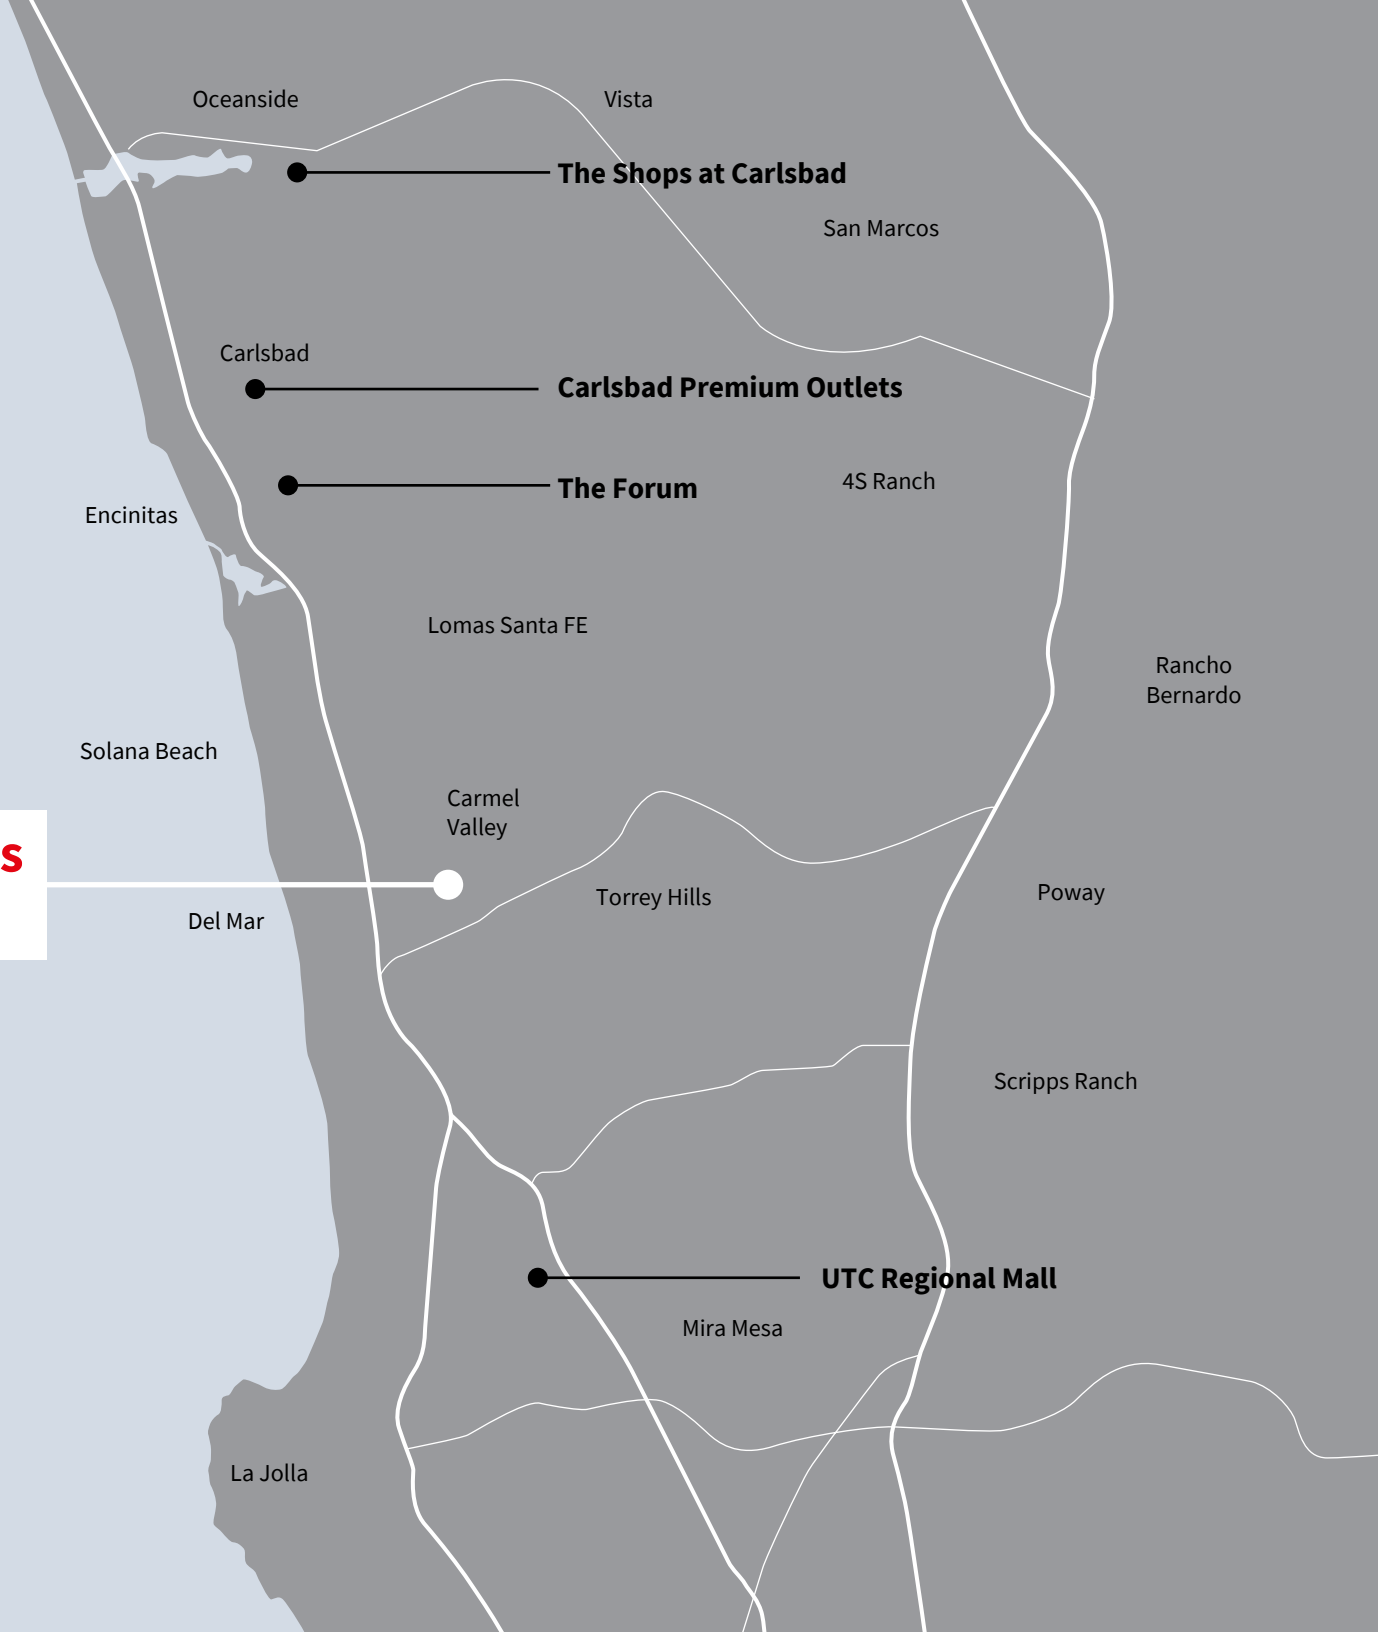 Oceanside
Vista
The Shops at Carlsbad
San Marcos
Carlsbad
Carlsbad Premium Outlets
4S Ranch
The Forum
Encinitas
Lomas Santa FE
Rancho
Bernardo
Solana Beach
Carmel
Valley
s
Torrey Hills
Poway
Del Mar
Scripps Ranch
UTC Regional Mall
Mira Mesa
La Jolla